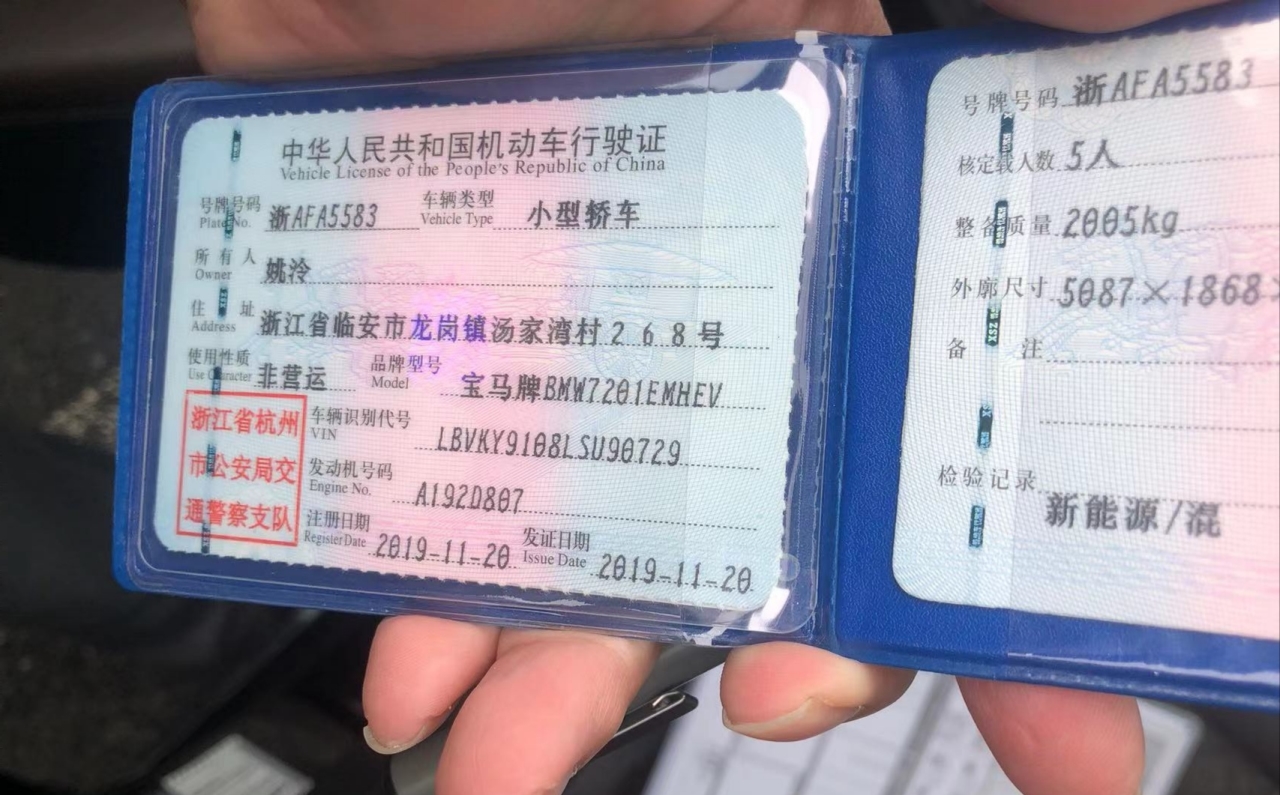 中华人民共和国机动车行驶证
Vehicle License of the People's Republic of China
号牌号码 浙AFA5583 车辆类型 小型轿车
Plate No. Vehicle Type
所有人 姚泠
Owner
住址 浙江省临安市龙岗镇汤家湾村268号
Address
使用性质 非营运 品牌型号 宝马牌BMW7201EMHEV
Use Character Model
浙江省杭州
市公安局交
通警察支队
车辆识别代号 LBVKY9108LSU90729
VIN
发动机号码 A192D807
Engine No.
注册日期 2019-11-20 发证日期 2019-11-20
Register Date Issue Date
号牌号码 浙AFA5583
核定载人数 5人
整备质量 2005kg
外廓尺寸 5087×1868×
备注
检验记录
新能源/混